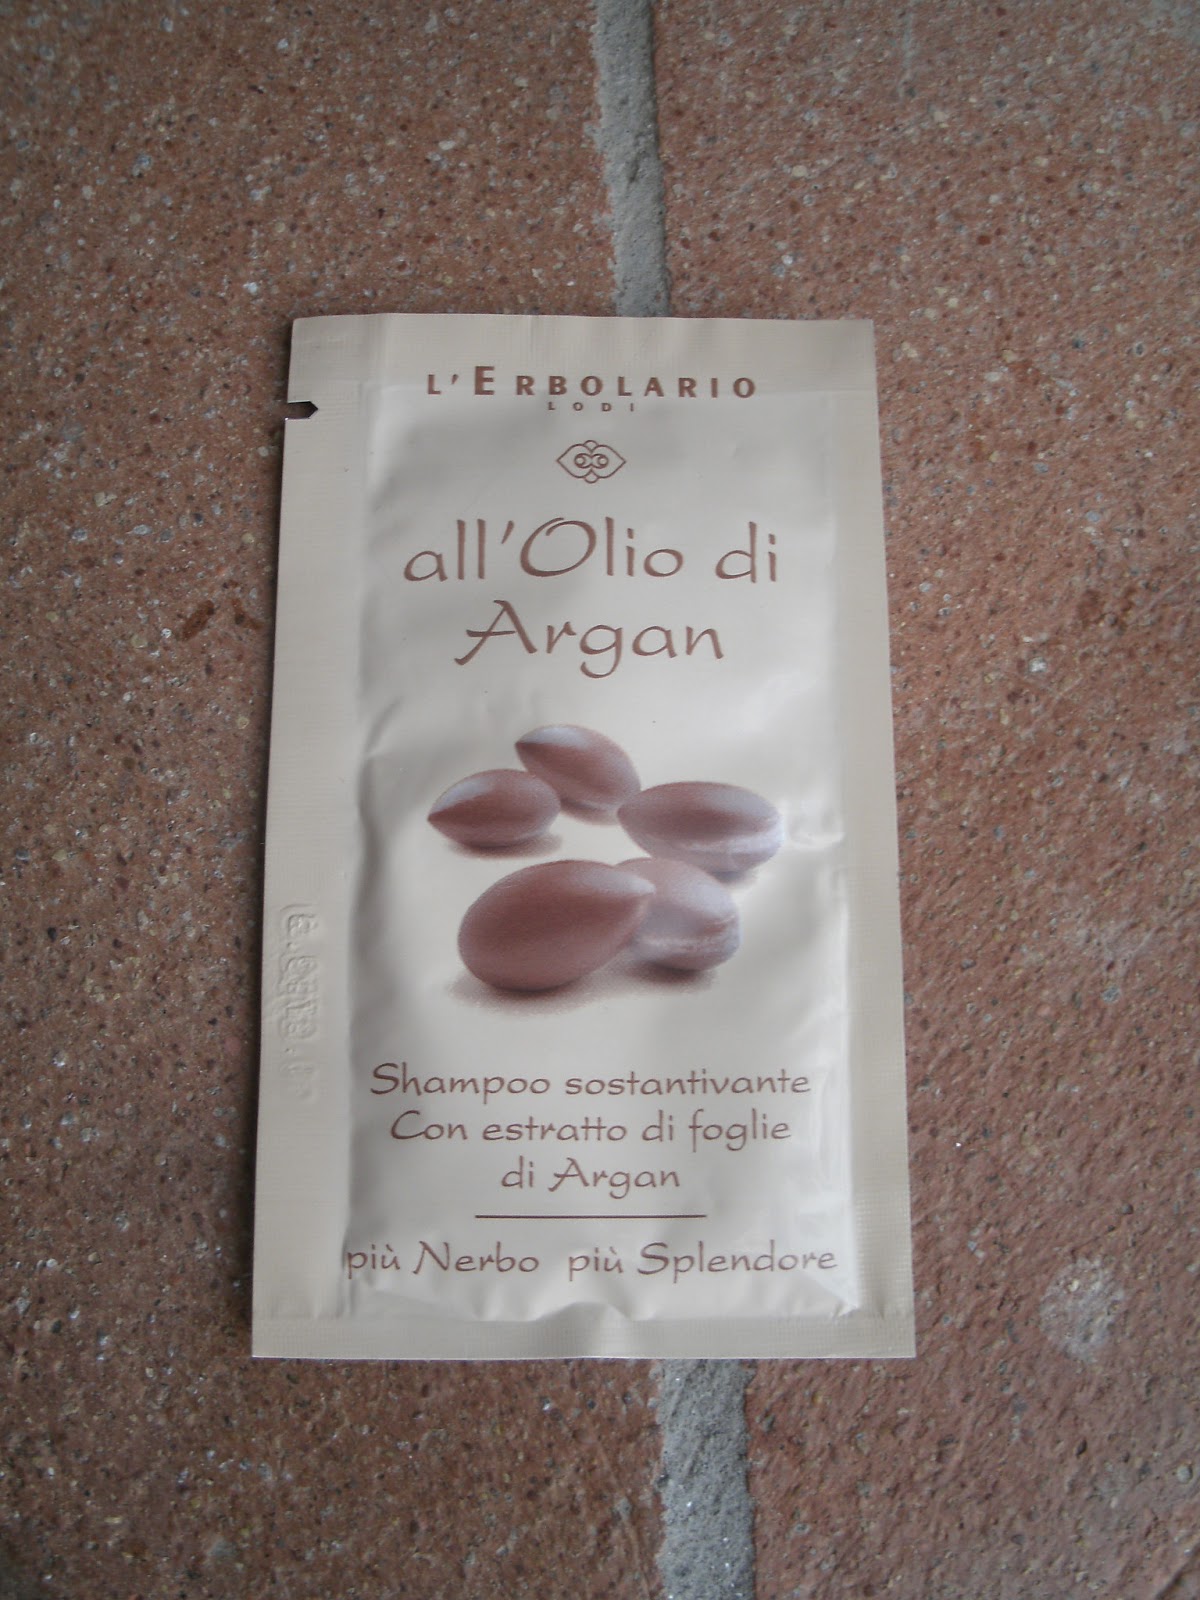 L'ERBOLARIO
LODI
all'Olio di
Argan
Shampoo sostantivante
Con estratto di foglie
di Argan
più Nerbo più Splendore